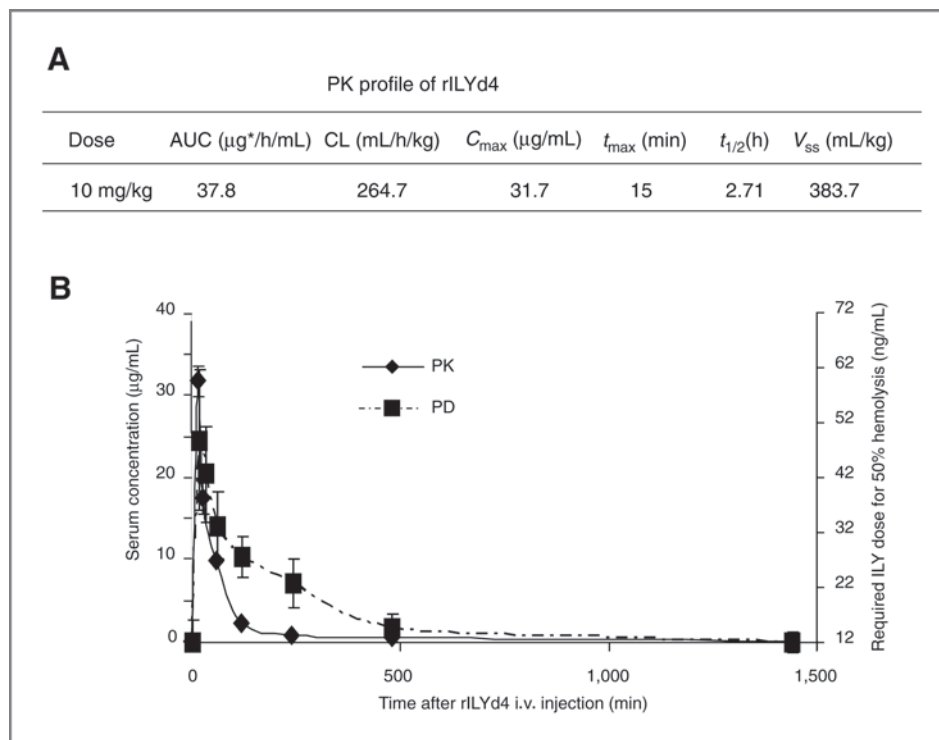 A
PK profile of rILYd4
Dose AUC (μg*/h/mL) CL (mL/h/kg) Cmax (μg/mL) tmax (min) t1/2(h) Vss (mL/kg)
10 mg/kg 37.8 264.7 31.7 15 2.71 383.7
B
40
30
20
10
0
Serum concentration (μg/mL)
PK
PD
72
62
52
42
32
22
12
Required ILY dose for 50% hemolysis (ng/mL)
0 500 1,000 1,500
Time after rILYd4 i.v. injection (min)